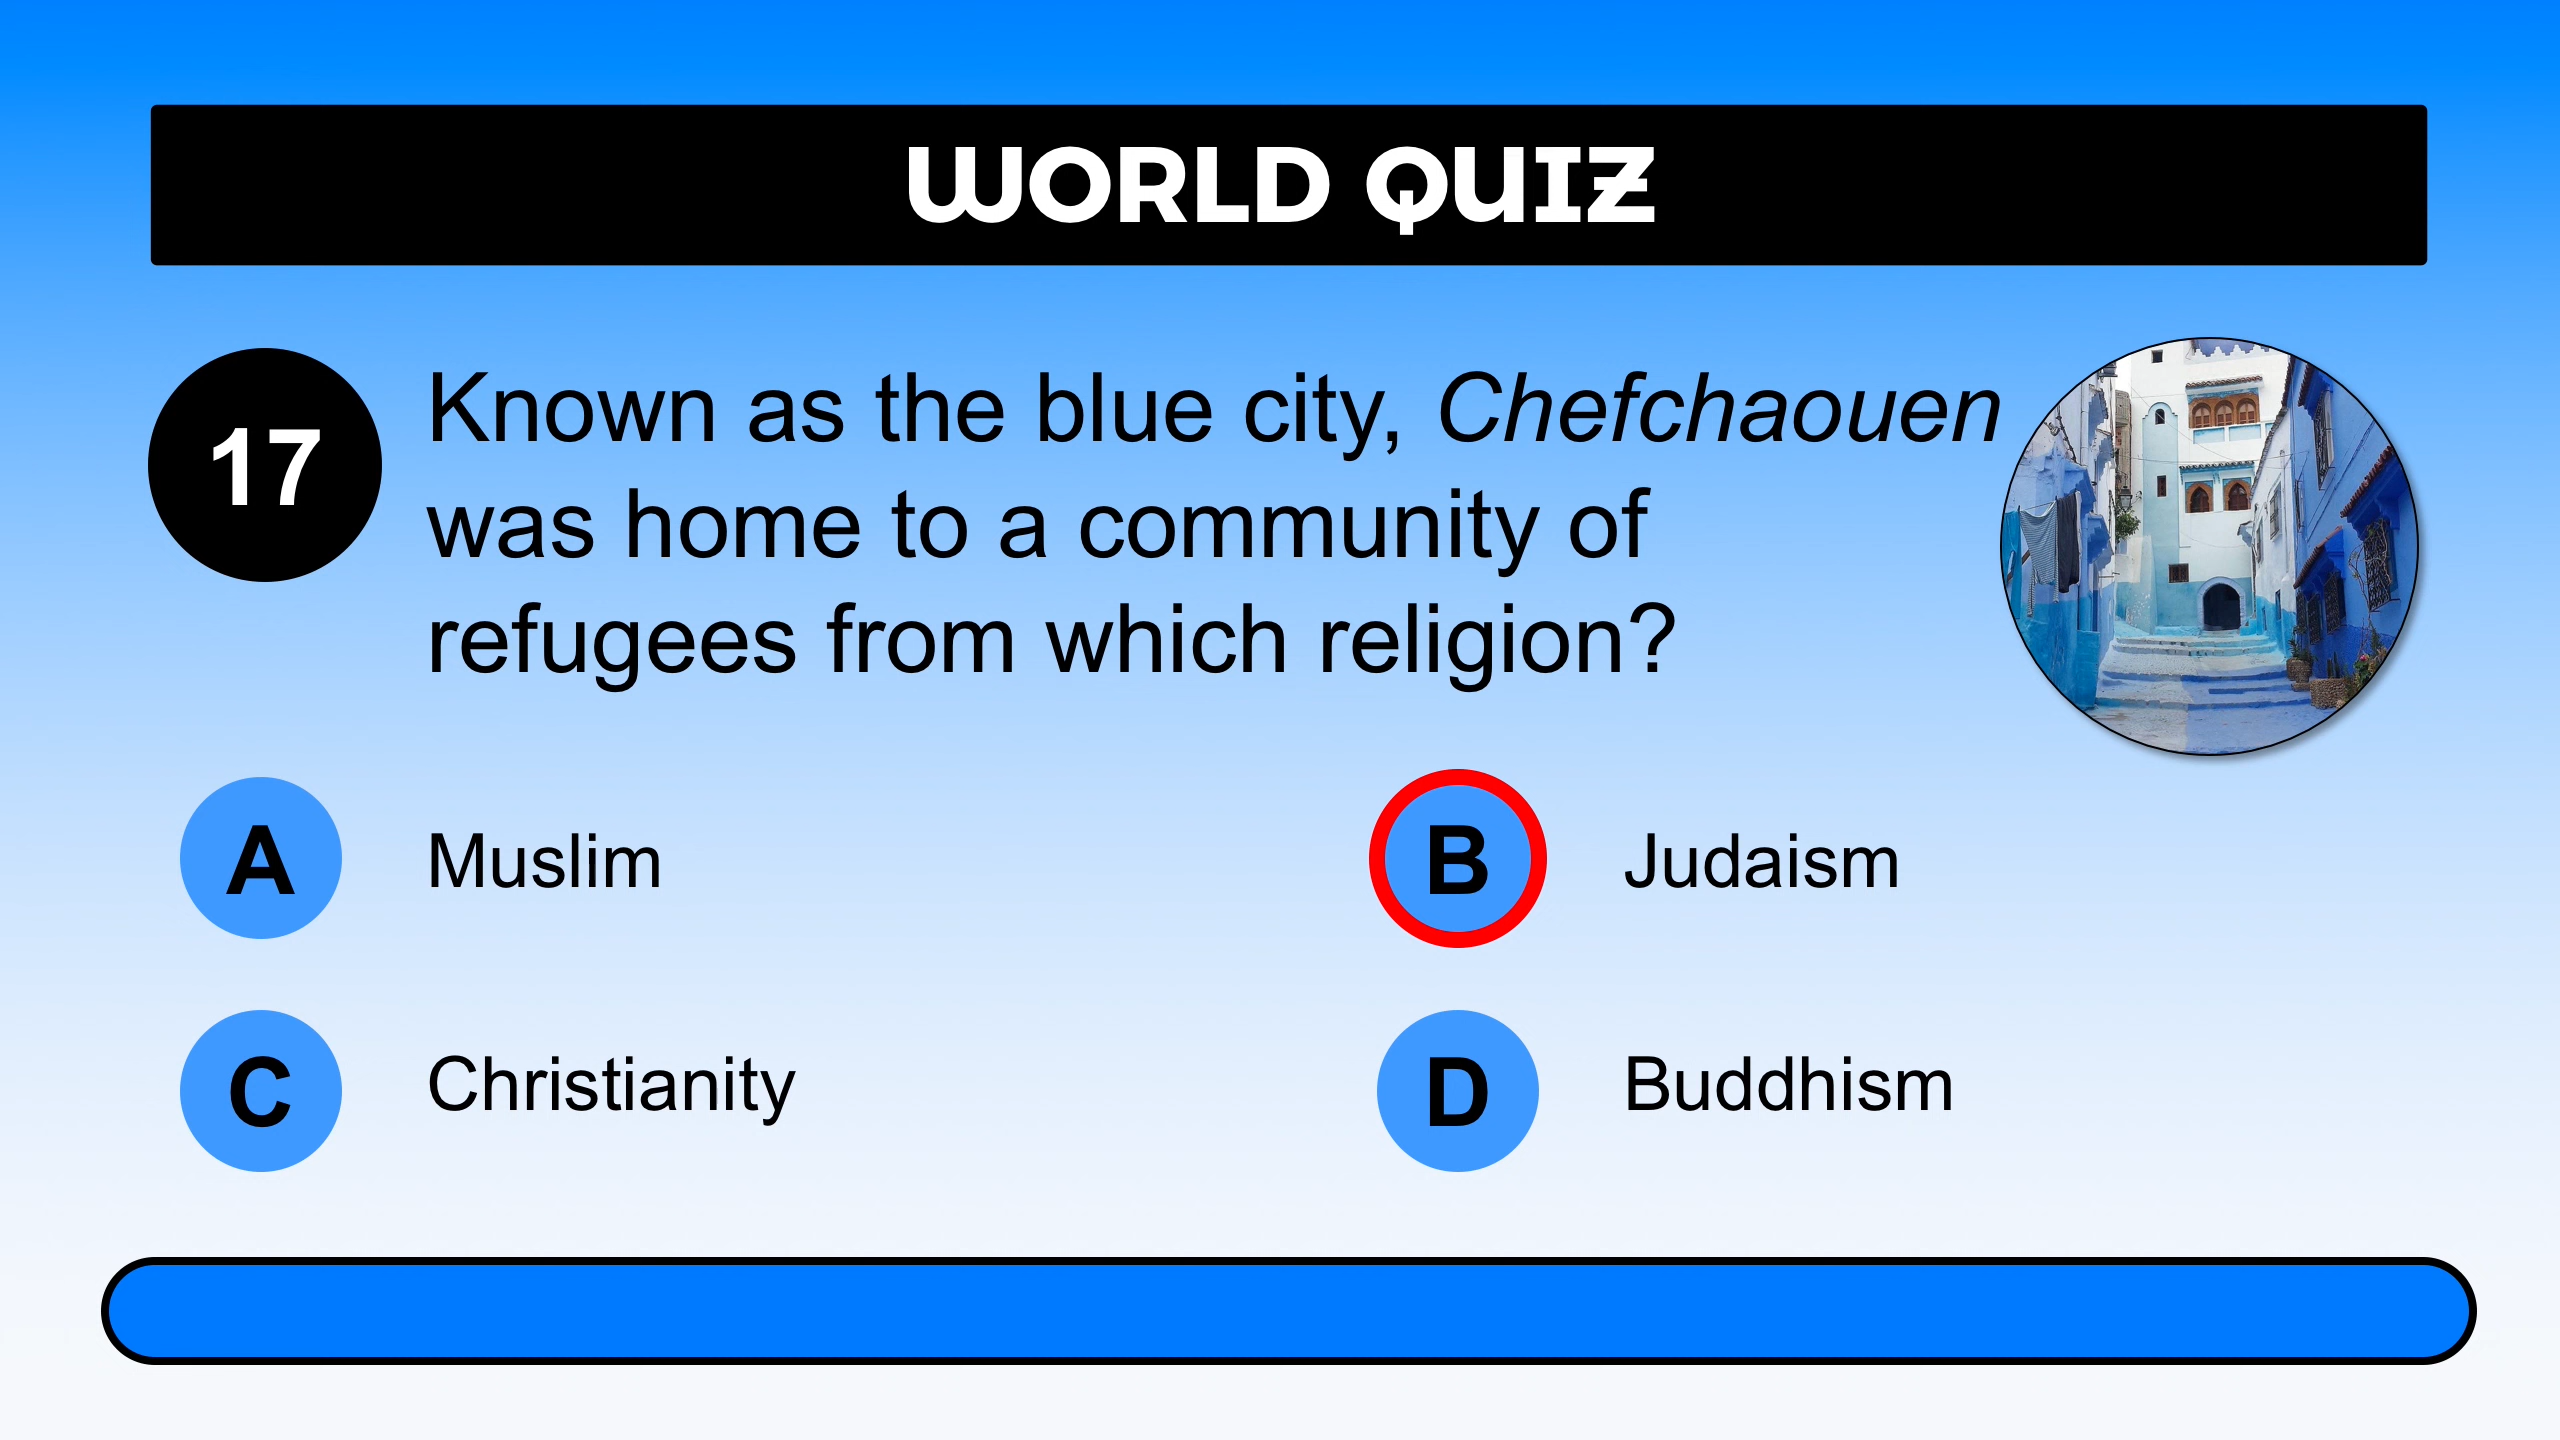 WORLD QUIZ
17
Known as the blue city, Chefchaouen
was home to a community of
refugees from which religion?
A Muslim
B Judaism
C Christianity
D Buddhism